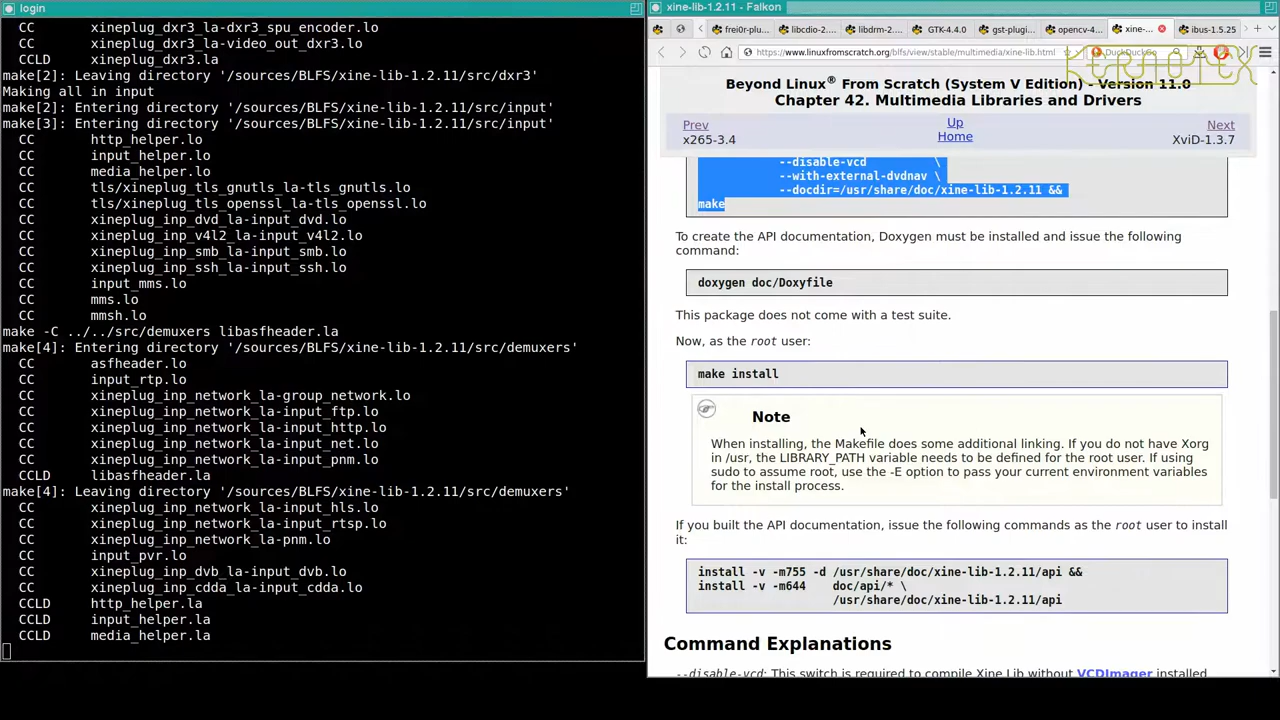 login
CC xineplug_dxr3_la-dxr3_spu_encoder.lo
CC xineplug_dxr3_la-video_out_dxr3.lo
CCLD xineplug_dxr3.la
make[2]: Leaving directory '/sources/BLFS/xine-lib-1.2.11/src/dxr3'
Making all in input
make[2]: Entering directory '/sources/BLFS/xine-lib-1.2.11/src/input'
make[3]: Entering directory '/sources/BLFS/xine-lib-1.2.11/src/input'
CC http_helper.lo
CC input_helper.lo
CC media_helper.lo
CC tls/xineplug_tls_gnutls_la-tls_gnutls.lo
CC tls/xineplug_tls_openssl_la-tls_openssl.lo
CC xineplug_inp_dvd_la-input_dvd.lo
CC xineplug_inp_v4l2_la-input_v4l2.lo
CC xineplug_inp_smb_la-input_smb.lo
CC xineplug_inp_ssh_la-input_ssh.lo
CC input_mms.lo
CC mms.lo
CC mmsh.lo
make -C ../../src/demuxers libasfheader.la
make[4]: Entering directory '/sources/BLFS/xine-lib-1.2.11/src/demuxers'
CC asfheader.lo
CC input_rtp.lo
CC xineplug_inp_network_la-group_network.lo
CC xineplug_inp_network_la-input_ftp.lo
CC xineplug_inp_network_la-input_http.lo
CC xineplug_inp_network_la-input_net.lo
CC xineplug_inp_network_la-input_pnm.lo
CCLD libasfheader.la
make[4]: Leaving directory '/sources/BLFS/xine-lib-1.2.11/src/demuxers'
CC xineplug_inp_network_la-input_hls.lo
CC xineplug_inp_network_la-input_rtsp.lo
CC xineplug_inp_network_la-pnm.lo
CC input_pvr.lo
CC xineplug_inp_dvb_la-input_dvb.lo
CC xineplug_inp_cdda_la-input_cdda.lo
CCLD http_helper.la
CCLD input_helper.la
CCLD media_helper.la
xine-lib-1.2.11 - Falkon
frei0r-plu... libcdio-2... libdrm-2... GTK-4.4.0 gst-plugi... opencv-4... xine-... ibus-1.5.25
https://www.linuxfromscratch.org/blfs/view/stable/multimedia/xine-lib.html DuckDuckGo
KERNOTEX
Beyond Linux® From Scratch (System V Edition) - Version 11.0
Chapter 42. Multimedia Libraries and Drivers
Prev Up Next
x265-3.4 Home XviD-1.3.7
--disable-vcd \
--with-external-dvdnav \
--docdir=/usr/share/doc/xine-lib-1.2.11 &&
make
To create the API documentation, Doxygen must be installed and issue the following
command:
doxygen doc/Doxyfile
This package does not come with a test suite.
Now, as the root user:
make install
Note
When installing, the Makefile does some additional linking. If you do not have Xorg
in /usr, the LIBRARY_PATH variable needs to be defined for the root user. If using
sudo to assume root, use the -E option to pass your current environment variables
for the install process.
If you built the API documentation, issue the following commands as the root user to install
it:
install -v -m755 -d /usr/share/doc/xine-lib-1.2.11/api &&
install -v -m644 doc/api/* \
/usr/share/doc/xine-lib-1.2.11/api
Command Explanations
--disable-vcd: This switch is required to compile Xine Lib without VCDImager installed